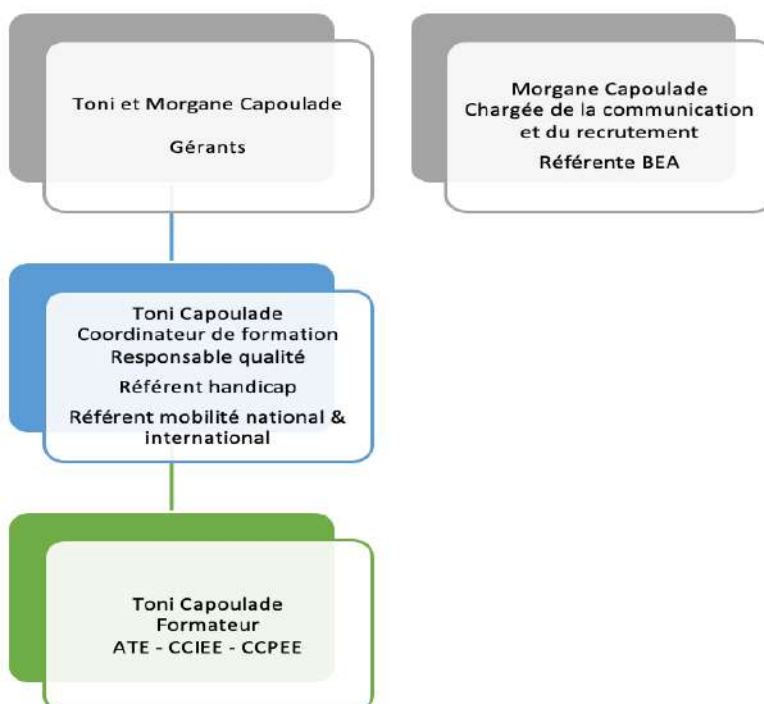 Toni et Morgane Capoulade
Gérants
Morgane Capoulade
Chargée de la communication
et du recrutement
Référente BEA
Toni Capoulade
Coordinateur de formation
Responsable qualité
Référent handicap
Référent mobilité national &
international
Toni Capoulade
Formateur
ATE - CCIEE - CCPEE